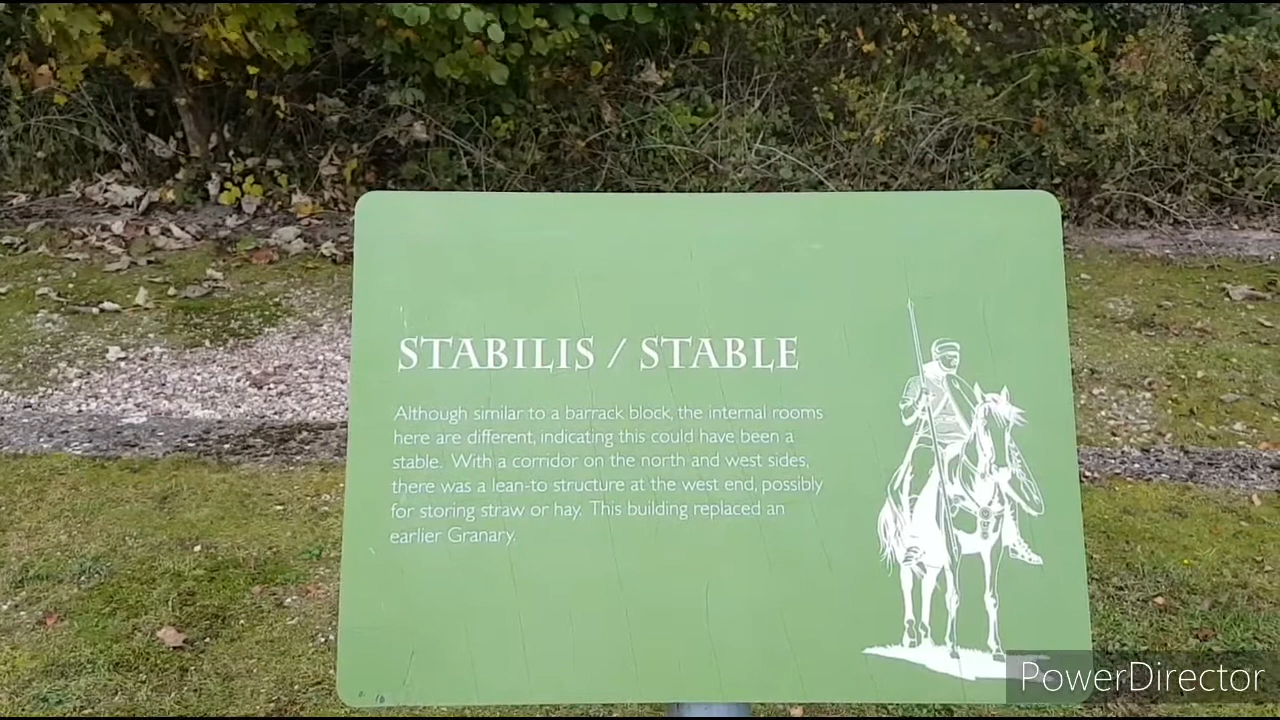 STABILIS / STABLE
Although similar to a barrack block, the internal rooms
here are different, indicating this could have been a
stable. With a corridor on the north and west sides,
there was a lean-to structure at the west end, possibly
for storing straw or hay. This building replaced an
earlier Granary.
PowerDirector